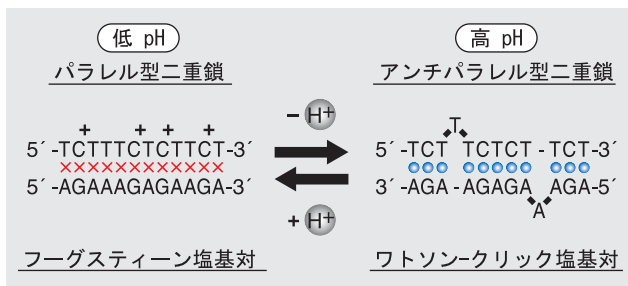 低 pH
パラレル型二重鎖
+ + + +
5´-TCTTTCTCTTCT-3´
××××××××××××
5´-AGAAAGAGAAGA-3´
フーグスティーン塩基対
− H+
+ H+
高 pH
アンチパラレル型二重鎖
T
5´-TCT TCTCT-TCT-3´
3´-AGA-AGAGA AGA-5´
A
ワトソン-クリック塩基対